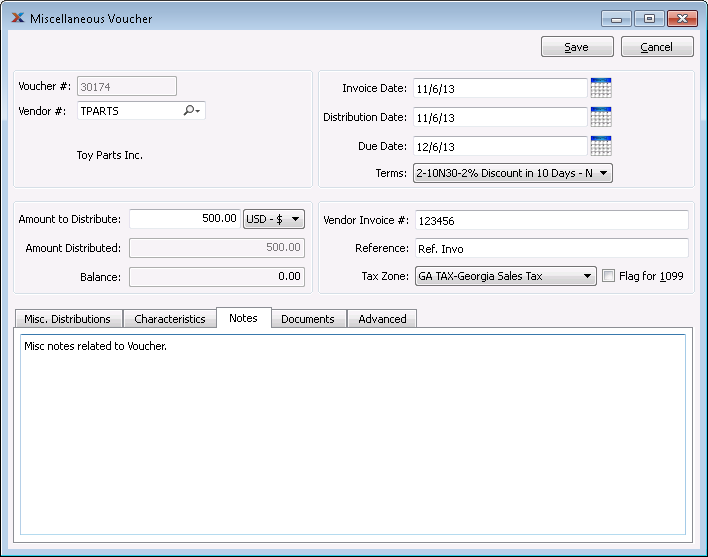 Miscellaneous Voucher
Save Cancel
Voucher #: 30174
Vendor #: TPARTS
Toy Parts Inc.
Invoice Date: 11/6/13
Distribution Date: 11/6/13
Due Date: 12/6/13
Terms: 2-10N30-2% Discount in 10 Days - N
Amount to Distribute: 500.00 USD - $
Amount Distributed: 500.00
Balance: 0.00
Vendor Invoice #: 123456
Reference: Ref. Invo
Tax Zone: GA TAX-Georgia Sales Tax Flag for 1099
Misc. Distributions Characteristics Notes Documents Advanced
Misc notes related to Voucher.